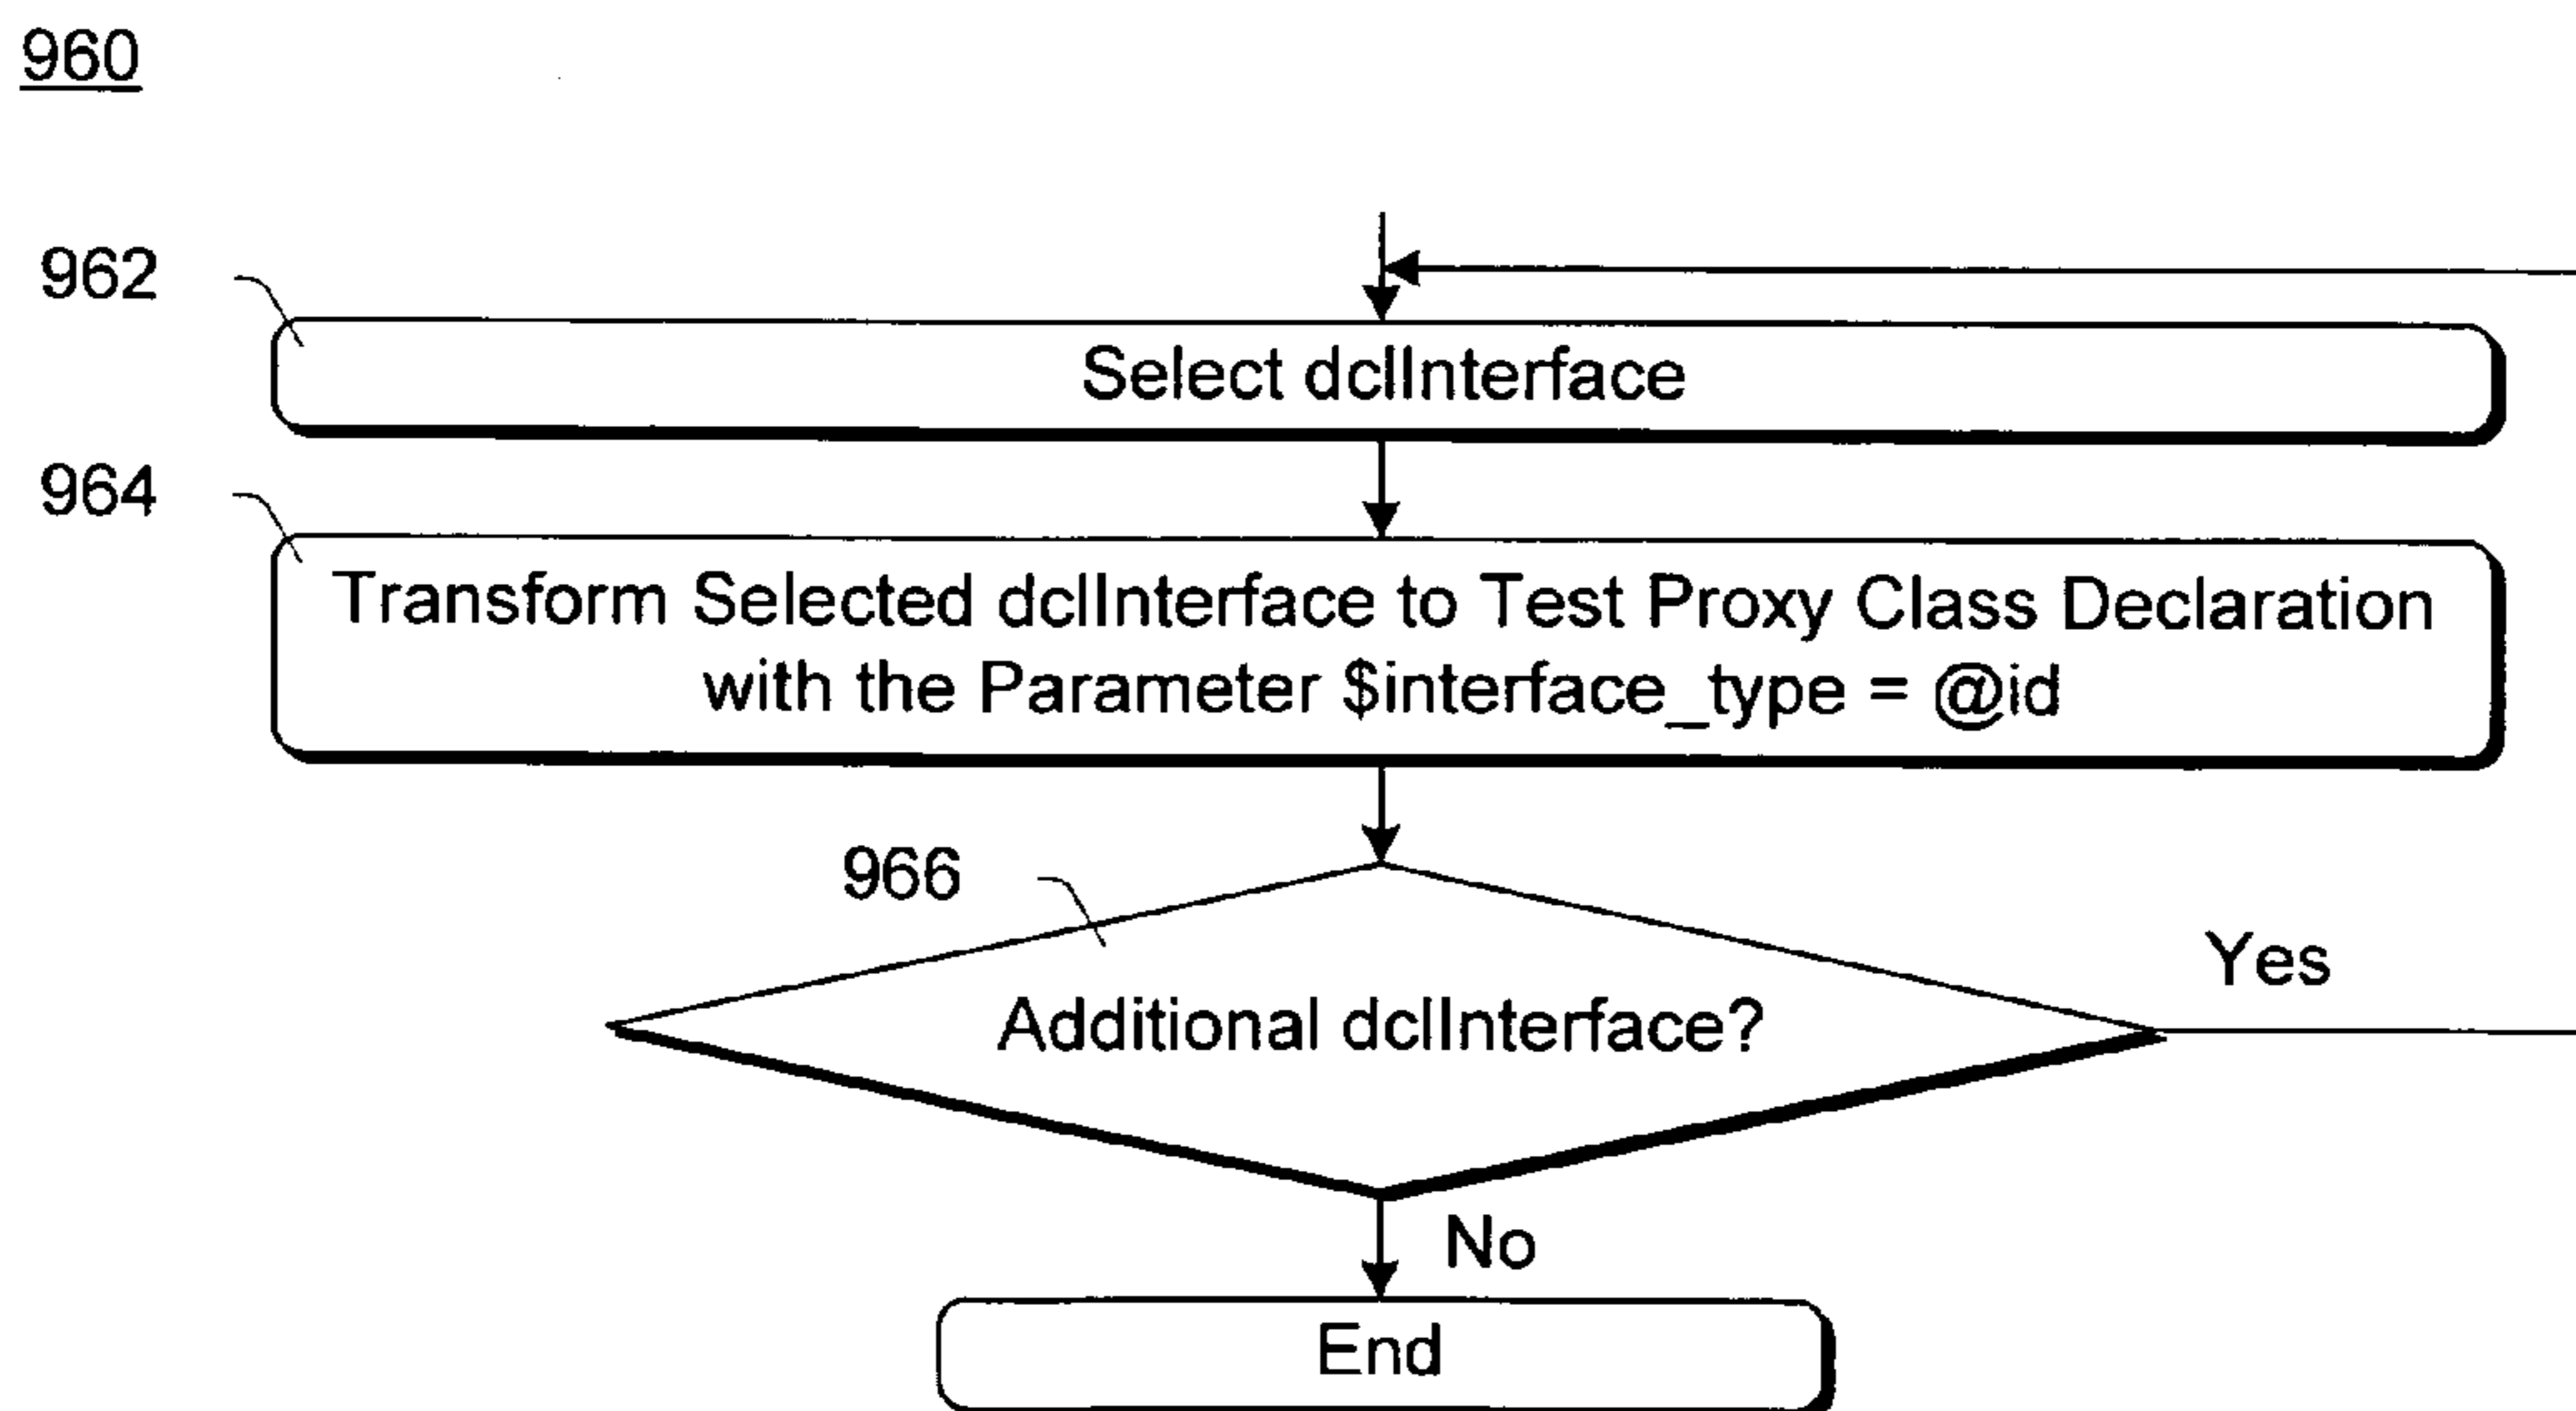 960
962
Select dclInterface
964
Transform Selected dclInterface to Test Proxy Class Declaration
with the Parameter $interface_type = @id
966
Yes
Additional dclInterface?
No
End